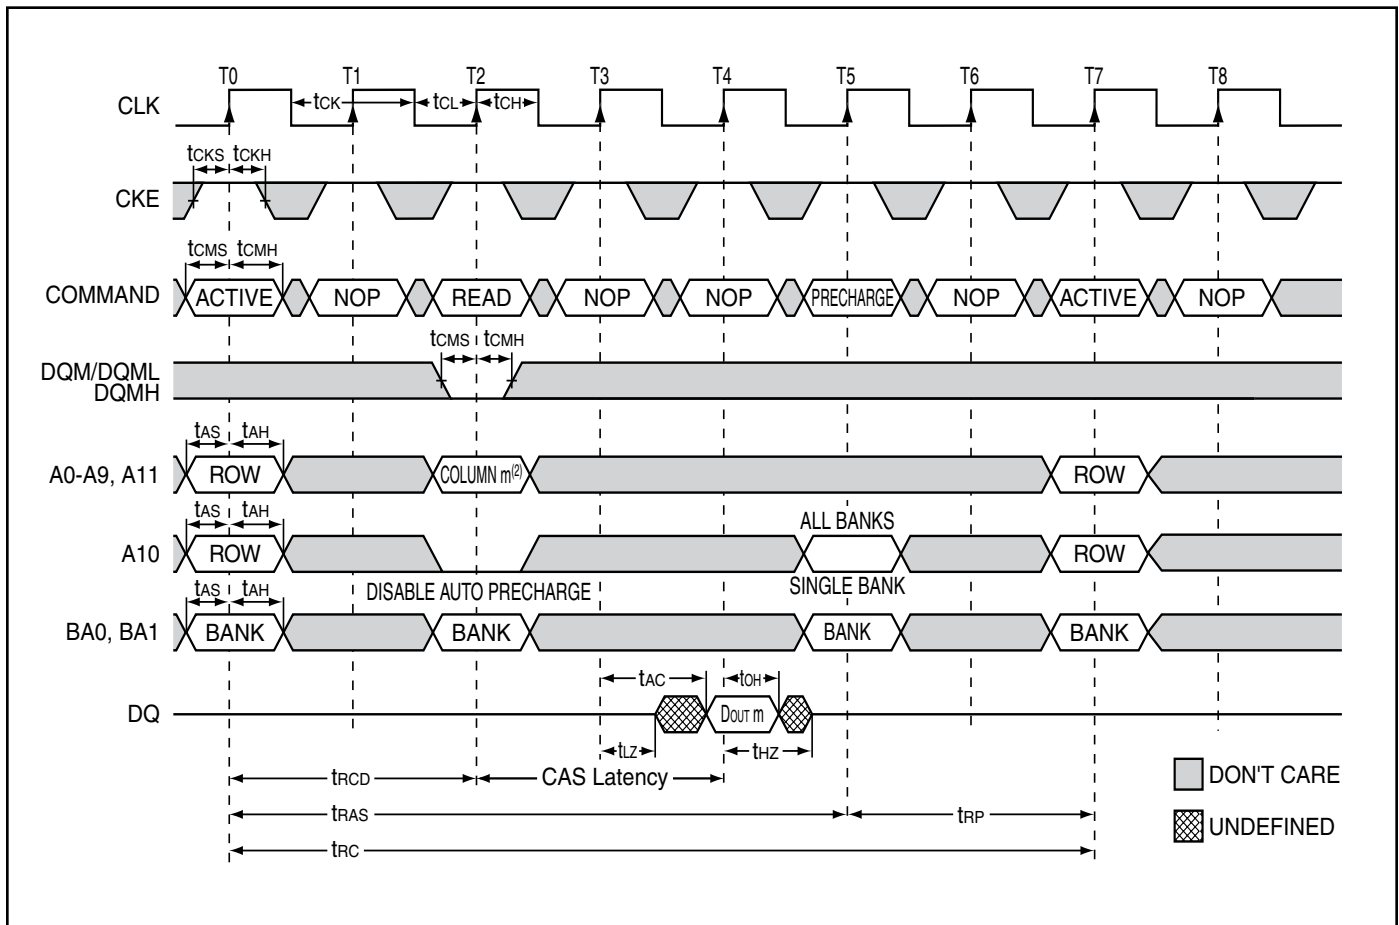 T0 T1 T2 T3 T4 T5 T6 T7 T8
CLK tCK tCL tCH
tCKS tCKH
CKE
tCMS tCMH
COMMAND ACTIVE NOP READ NOP NOP PRECHARGE NOP ACTIVE NOP
tCMS tCMH
DQM/DQML
DQMH
tAS tAH
A0-A9, A11 ROW COLUMN m(2) ROW
tAS tAH ALL BANKS
A10 ROW ROW
tAS tAH DISABLE AUTO PRECHARGE SINGLE BANK
BA0, BA1 BANK BANK BANK BANK
tAC tOH
DQ DOUT m
tLZ tHZ
tRCD CAS Latency DON'T CARE
tRAS tRP
UNDEFINED
tRC